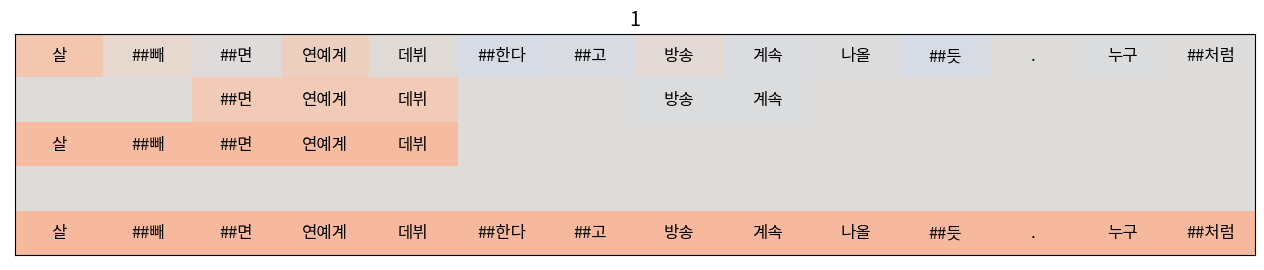 1
살 ##빼 ##면 연예계 데뷔 ##한다 ##고 방송 계속 나올 ##듯 . 누구 ##처럼
##면 연예계 데뷔 방송 계속
살 ##빼 ##면 연예계 데뷔
살 ##빼 ##면 연예계 데뷔 ##한다 ##고 방송 계속 나올 ##듯 . 누구 ##처럼